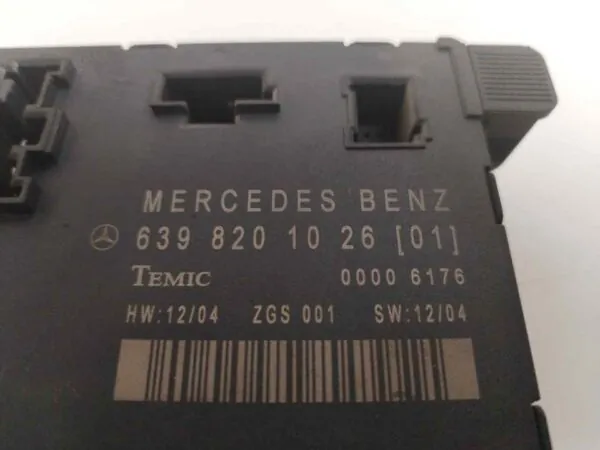 MERCEDES BENZ
639 820 10 26 [01]
TEMIC 0000 6176
HW:12/04 ZGS 001 SW:12/04